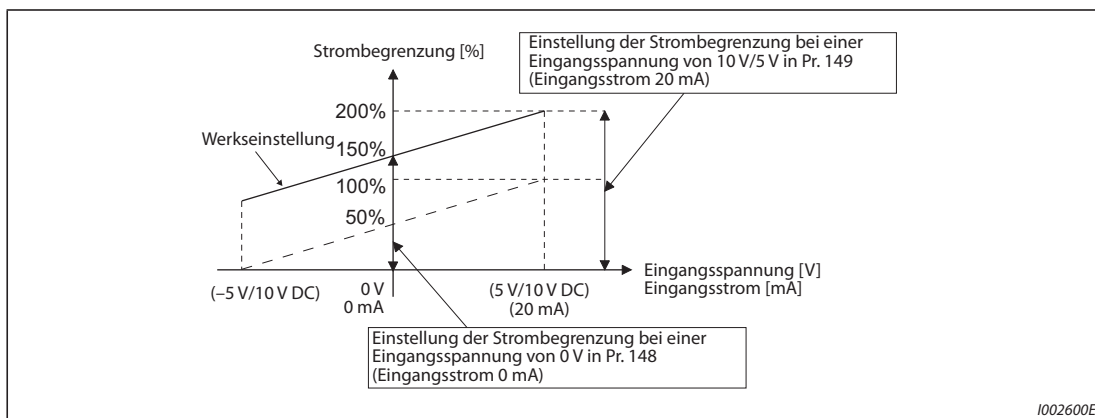 Strombegrenzung [%]
Einstellung der Strombegrenzung bei einer
Eingangsspannung von 10 V/5 V in Pr. 149
(Eingangsstrom 20 mA)
200%
Werkseinstellung
150%
100%
50%
Eingangsspannung [V]
Eingangsstrom [mA]
(–5 V/10 V DC)
0 V
0 mA
(5 V/10 V DC)
(20 mA)
Einstellung der Strombegrenzung bei einer
Eingangsspannung von 0 V in Pr. 148
(Eingangsstrom 0 mA)
I002600E